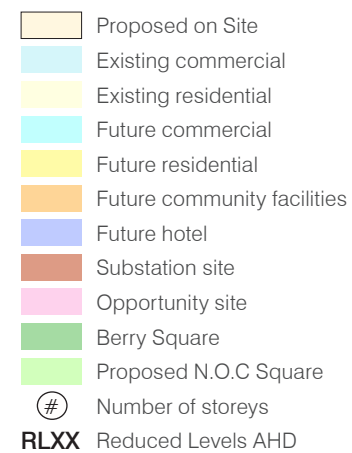 Proposed on Site
Existing commercial
Existing residential
Future commercial
Future residential
Future community facilities
Future hotel
Substation site
Opportunity site
Berry Square
Proposed N.O.C Square
# Number of storeys
RLXX Reduced Levels AHD